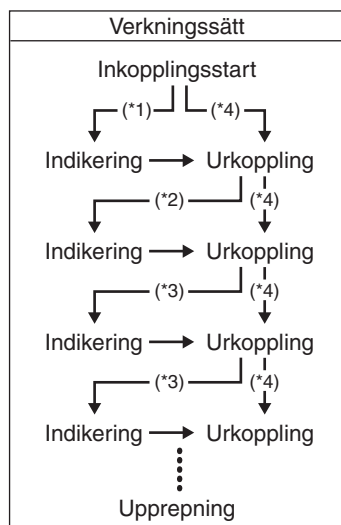 Verkningssätt
Inkopplingsstart
(*1) (*4)
Indikering Urkoppling
(*2) (*4)
Indikering Urkoppling
(*3) (*4)
Indikering Urkoppling
(*3) (*4)
Indikering Urkoppling
Upprepning